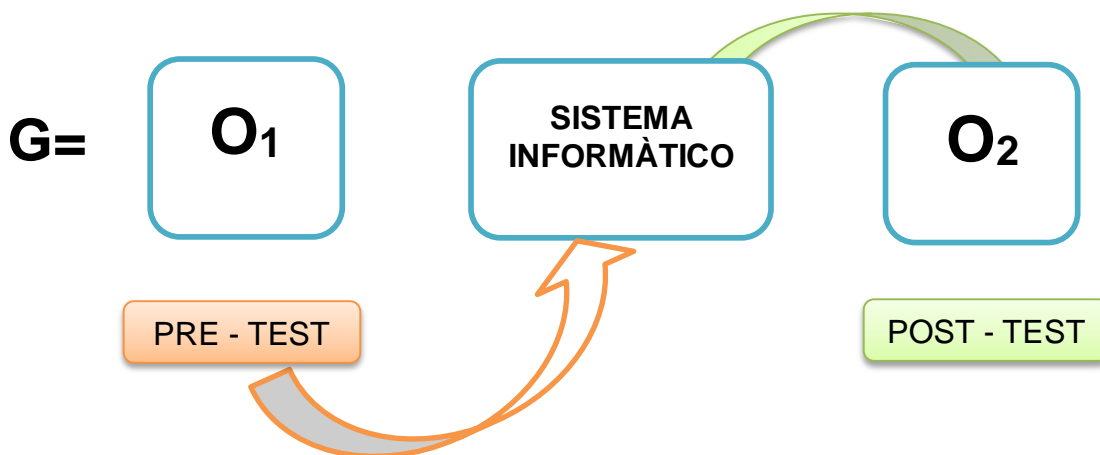 G=
O1
SISTEMA
INFORMÀTICO
O2
PRE - TEST
POST - TEST